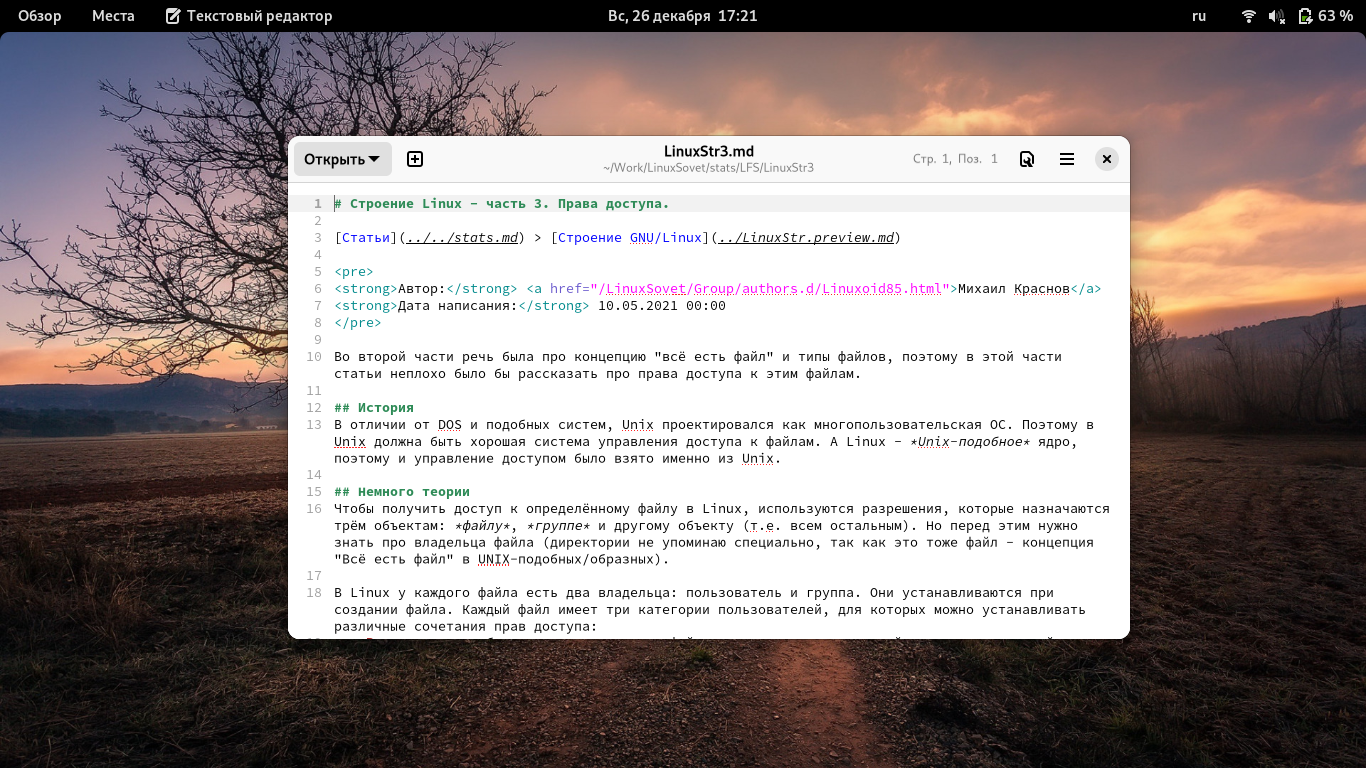 Обзор Места Текстовый редактор Вс, 26 декабря 17:21 ru 63 %
Открыть LinuxStr3.md Стр. 1, Поз. 1
~/Work/LinuxSovet/stats/LFS/LinuxStr3
1 # Строение Linux - часть 3. Права доступа.
2
3 [Статьи](../../stats.md) > [Строение GNU/Linux](../LinuxStr.preview.md)
4
5 <pre>
6 <strong>Автор:</strong> <a href="/LinuxSovet/Group/authors.d/Linuxoid85.html">Михаил Краснов</a>
7 <strong>Дата написания:</strong> 10.05.2021 00:00
8 </pre>
9
10 Во второй части речь была про концепцию "всё есть файл" и типы файлов, поэтому в этой части
статьи неплохо было бы рассказать про права доступа к этим файлам.
11
12 ## История
13 В отличии от DOS и подобных систем, Unix проектировался как многопользовательская ОС. Поэтому в
Unix должна быть хорошая система управления доступа к файлам. А Linux - *Unix-подобное* ядро,
поэтому и управление доступом было взято именно из Unix.
14
15 ## Немного теории
16 Чтобы получить доступ к определённому файлу в Linux, используются разрешения, которые назначаются
трём объектам: *файлу*, *группе* и другому объекту (т.е. всем остальным). Но перед этим нужно
знать про владельца файла (директории не упоминаю специально, так как это тоже файл - концепция
"Всё есть файл" в UNIX-подобных/образных).
17
18 В Linux у каждого файла есть два владельца: пользователь и группа. Они устанавливаются при
создании файла. Каждый файл имеет три категории пользователей, для которых можно устанавливать
различные сочетания прав доступа: